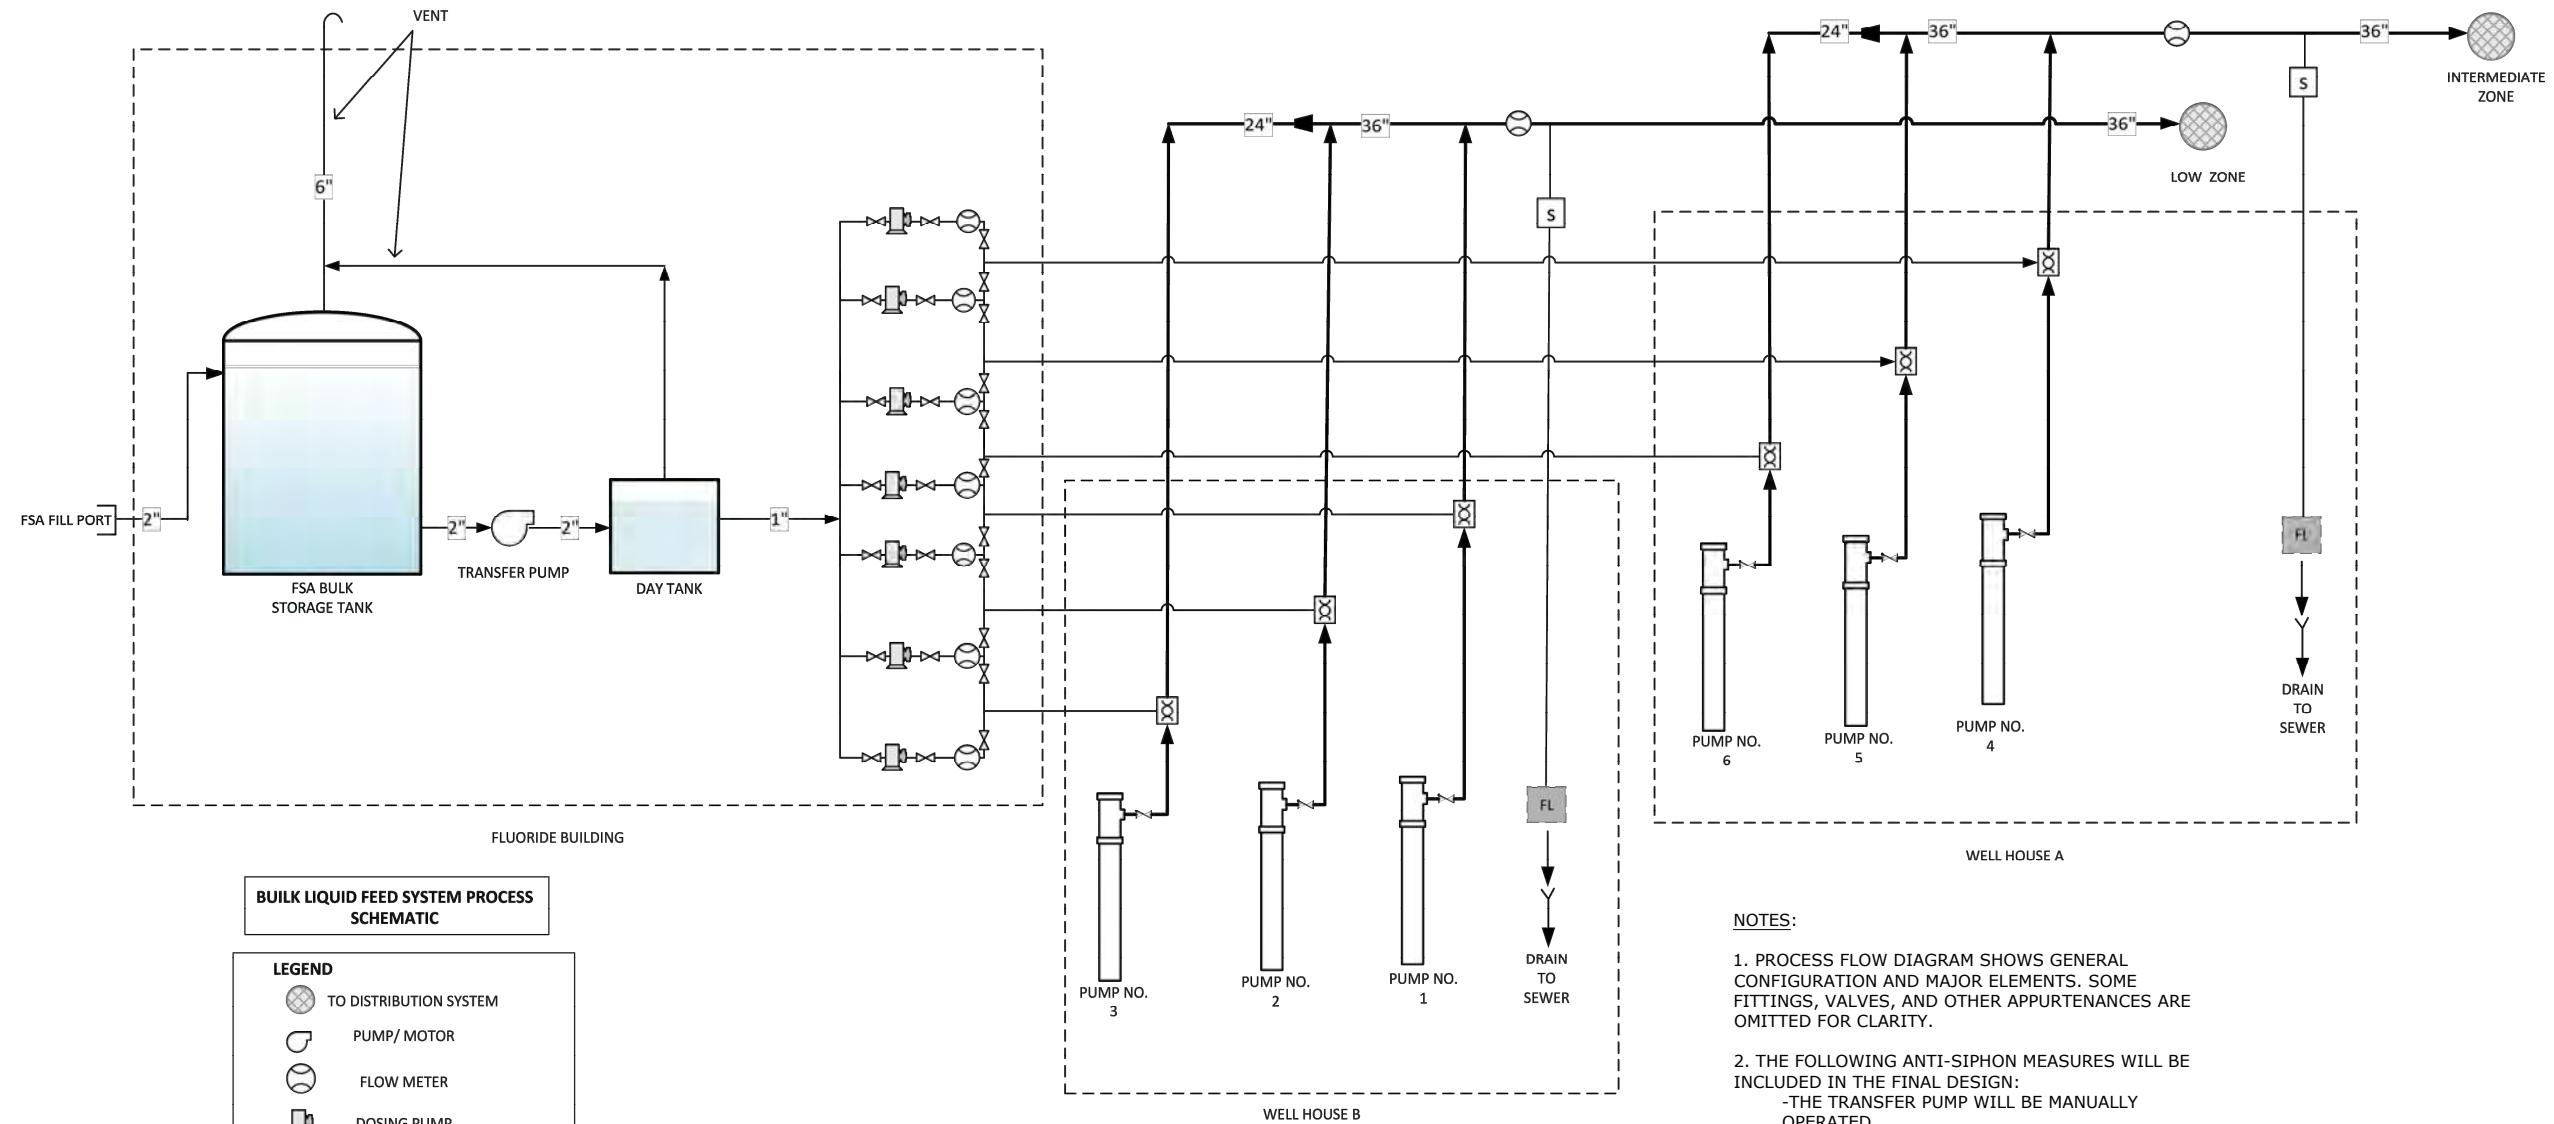 VENT
24"
36"
36"
INTERMEDIATE
ZONE
S
24"
36"
36"
LOW ZONE
6"
S
FSA FILL PORT
2"
2"
2"
1"
TRANSFER PUMP
FSA BULK
STORAGE TANK
DAY TANK
FL
DRAIN
TO
SEWER
PUMP NO.
6
PUMP NO.
5
PUMP NO.
4
FL
FLUORIDE BUILDING
WELL HOUSE A
BUILK LIQUID FEED SYSTEM PROCESS
SCHEMATIC
DRAIN
TO
SEWER
PUMP NO.
3
PUMP NO.
2
PUMP NO.
1
WELL HOUSE B
LEGEND
TO DISTRIBUTION SYSTEM
PUMP/ MOTOR
FLOW METER
DOSING PUMP
NOTES:
1. PROCESS FLOW DIAGRAM SHOWS GENERAL
CONFIGURATION AND MAJOR ELEMENTS. SOME
FITTINGS, VALVES, AND OTHER APPURTENANCES ARE
OMITTED FOR CLARITY.
2. THE FOLLOWING ANTI-SIPHON MEASURES WILL BE
INCLUDED IN THE FINAL DESIGN:
-THE TRANSFER PUMP WILL BE MANUALLY
OPERATED